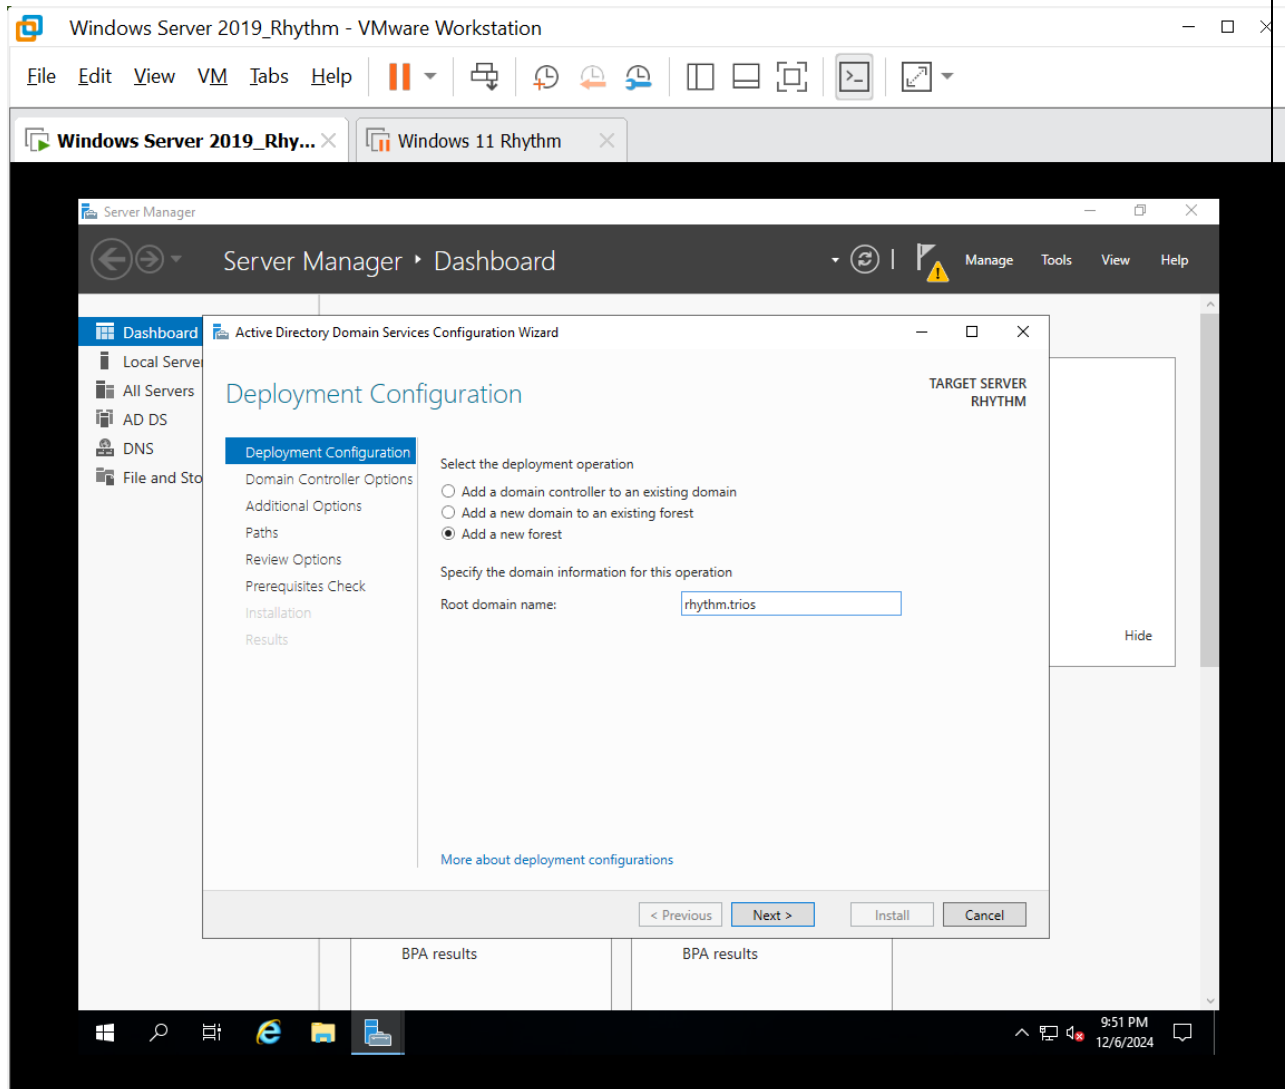 Windows Server 2019_Rhythm - VMware Workstation
File Edit View VM Tabs Help
Windows Server 2019_Rhy... Windows 11 Rhythm
Server Manager
Server Manager Dashboard
Manage Tools View Help
Dashboard
Local Server
All Servers
AD DS
DNS
File and Sto
Active Directory Domain Services Configuration Wizard
Deployment Configuration
TARGET SERVER
RHYTHM
Deployment Configuration
Domain Controller Options
Additional Options
Paths
Review Options
Prerequisites Check
Installation
Results
Select the deployment operation
Add a domain controller to an existing domain
Add a new domain to an existing forest
Add a new forest
Specify the domain information for this operation
Root domain name: rhythm.trios
More about deployment configurations
< Previous Next > Install Cancel
Hide
BPA results BPA results
9:51 PM
12/6/2024